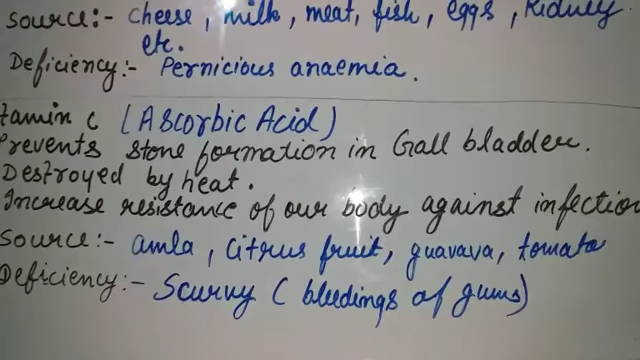 Source:- Cheese, milk, meat, fish, eggs, Kidney
etc.
Deficiency:- Pernicious anaemia.
tamin c (Ascorbic Acid)
Prevents stone formation in Gall bladder.
Destroyed by heat.
Increase resistance of our body against infection
Source:- amla, Citrus fruit, guavava, tomato
Deficiency:- Scurvy (bleedings of gums)